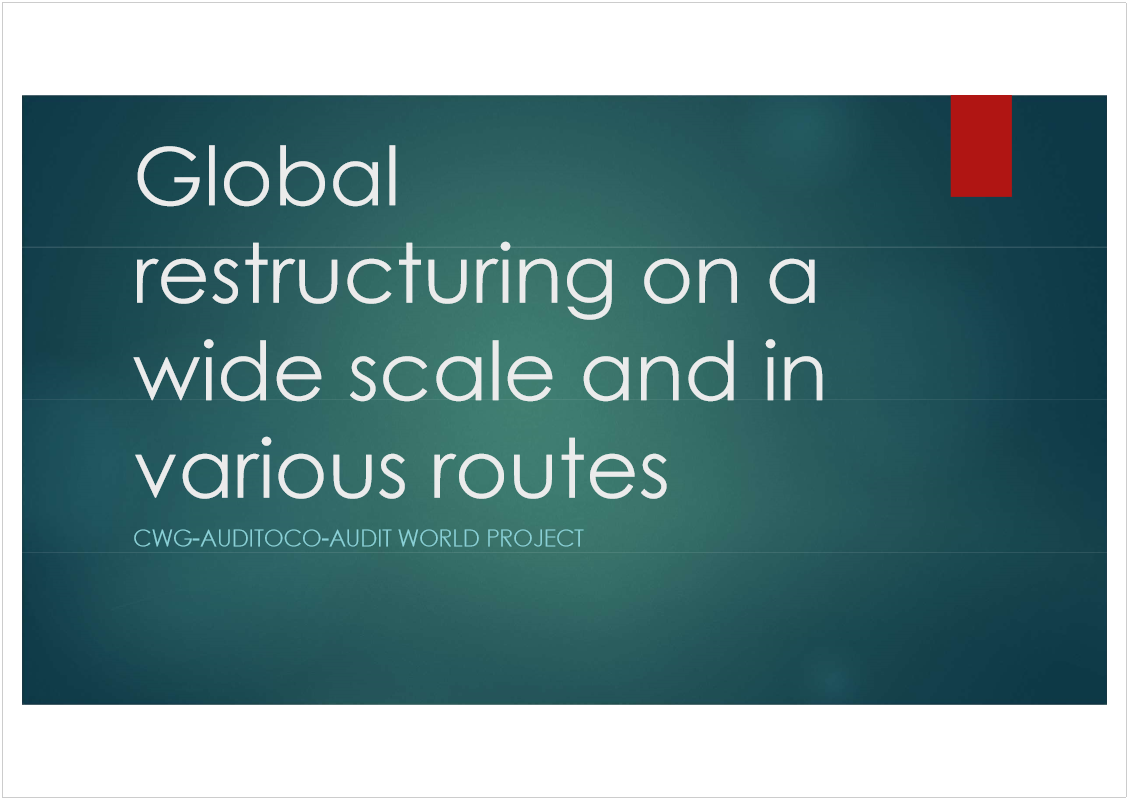 Global
restructuring on a
wide scale and in
various routes
CWG-AUDITOCO-AUDIT WORLD PROJECT